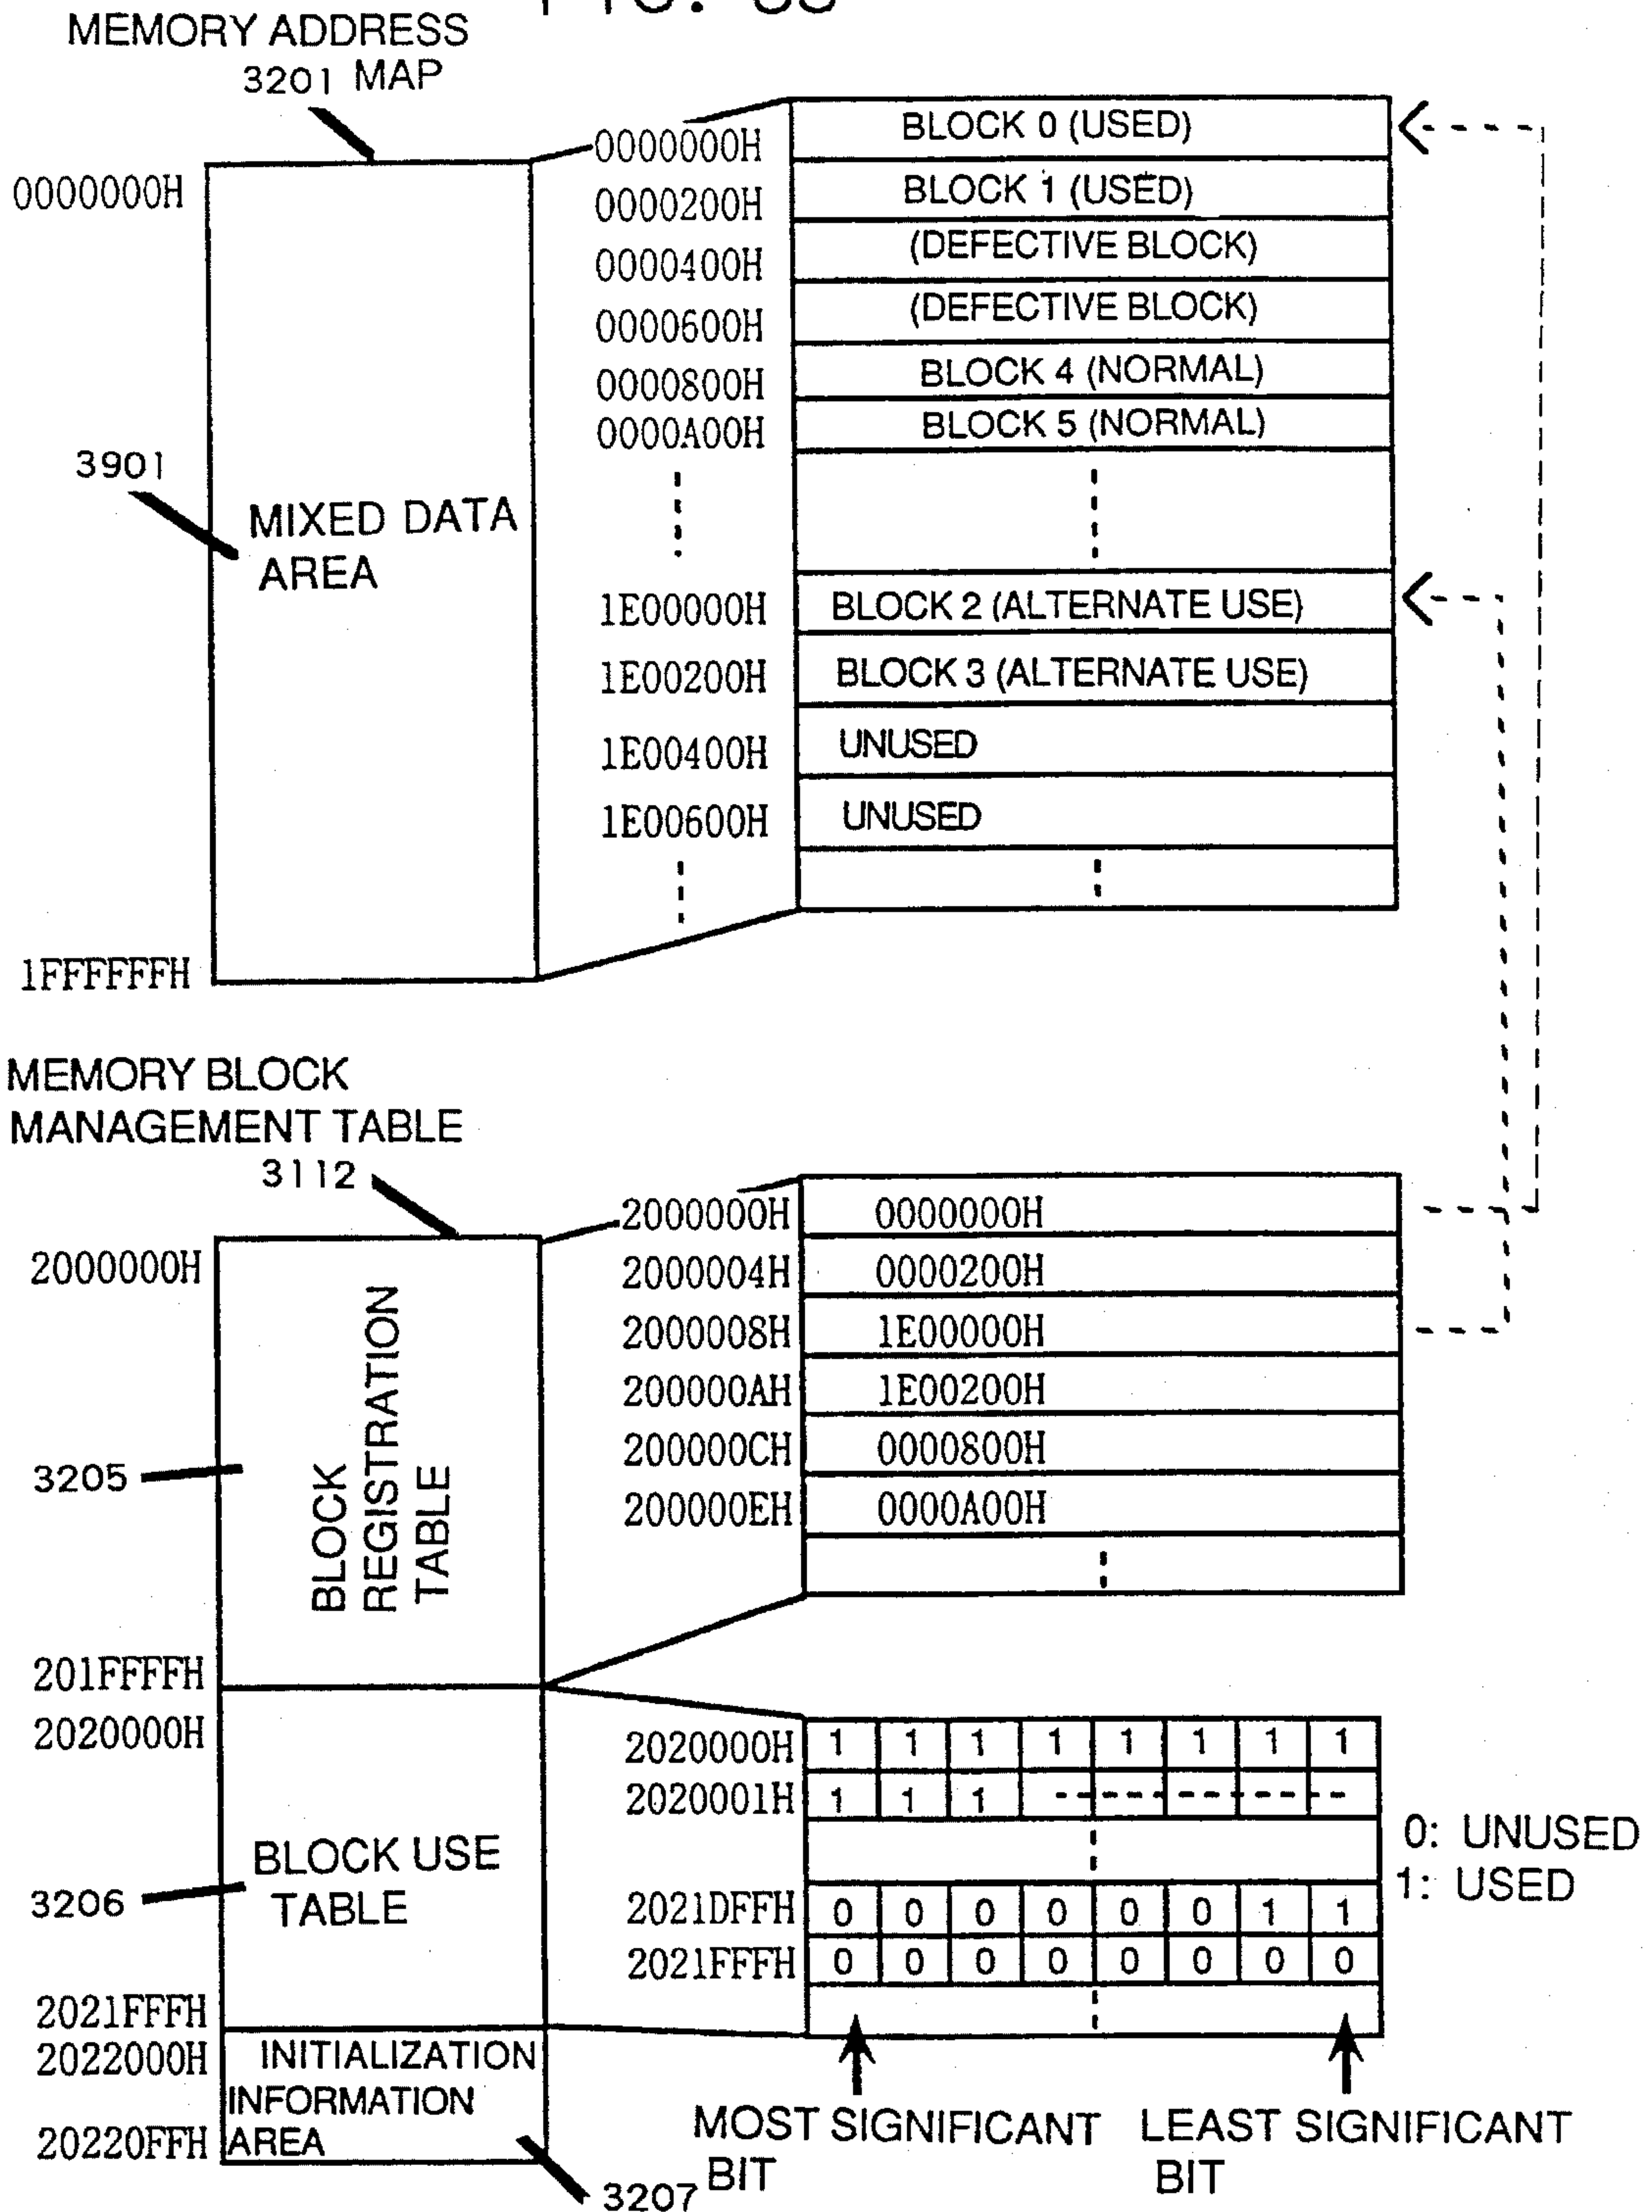 MEMORY ADDRESS
3201 MAP
0000000H
3901
MIXED DATA
AREA
1FFFFFFH
0000000H BLOCK 0 (USED)
0000200H BLOCK 1 (USED)
0000400H (DEFECTIVE BLOCK)
0000600H (DEFECTIVE BLOCK)
0000800H BLOCK 4 (NORMAL)
0000A00H BLOCK 5 (NORMAL)
1E00000H BLOCK 2 (ALTERNATE USE)
1E00200H BLOCK 3 (ALTERNATE USE)
1E00400H UNUSED
1E00600H UNUSED
MEMORY BLOCK
MANAGEMENT TABLE
3112
2000000H
BLOCK
REGISTRATION
TABLE
3205
201FFFFH
2000000H 0000000H
2000004H 0000200H
2000008H 1E00000H
200000AH 1E00200H
200000CH 0000800H
200000EH 0000A00H
2020000H
BLOCK USE
TABLE
3206
2021FFFH
2020000H 1 1 1 1 1 1 1 1
2020001H 1 1 1
2021DFFH 0 0 0 0 0 0 1 1
2021FFFH 0 0 0 0 0 0 0 0
0: UNUSED
1: USED
2022000H
INITIALIZATION
INFORMATION
AREA
20220FFH
3207
MOST SIGNIFICANT
BIT
LEAST SIGNIFICANT
BIT